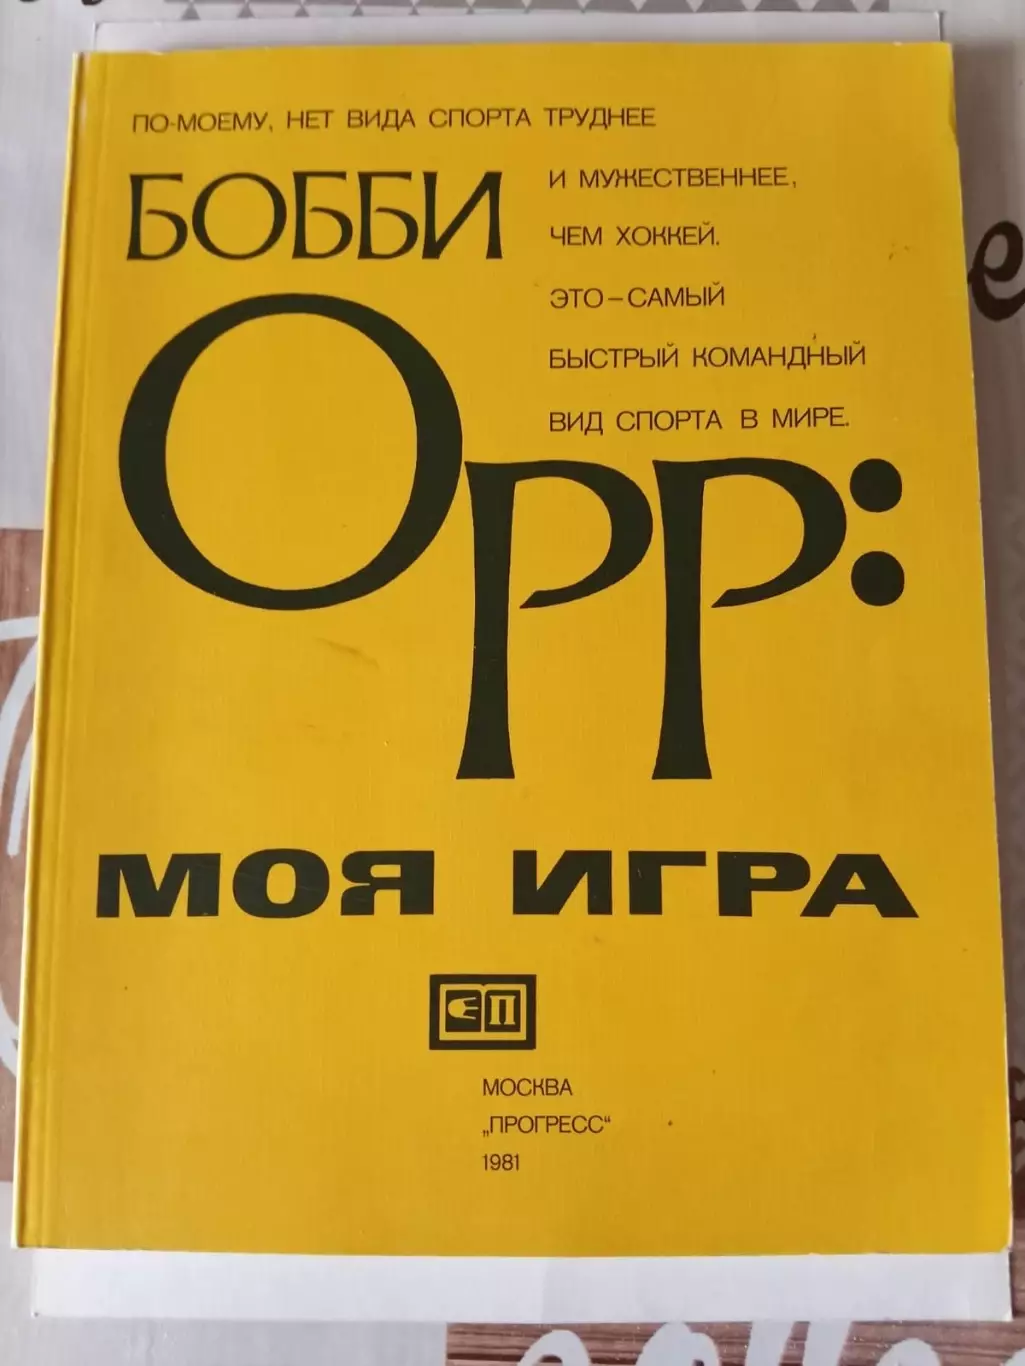 ПО-МОЕМУ, НЕТ ВИДА СПОРТА ТРУДНЕЕ
И МУЖЕСТВЕННЕЕ,
ЧЕМ ХОККЕЙ.
ЭТО – САМЫЙ
БЫСТРЫЙ КОМАНДНЫЙ
ВИД СПОРТА В МИРЕ.
БОББИ
ОРР:
МОЯ ИГРА
П
МОСКВА
„ПРОГРЕСС“
1981